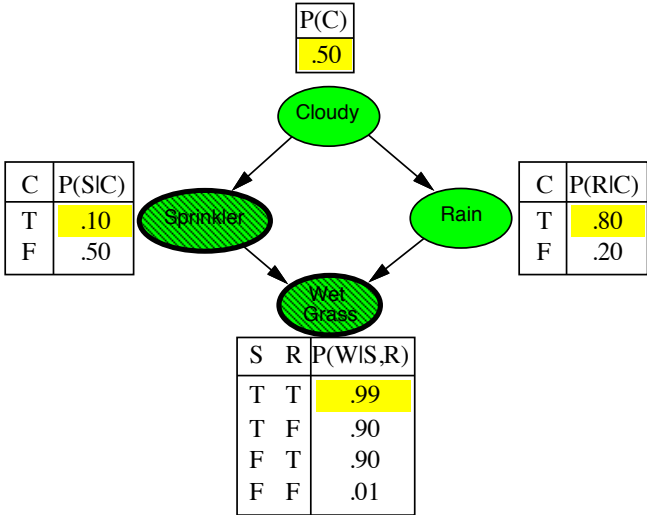 P(C)
.50
Cloudy
C P(S|C)
T .10
F .50
Sprinkler
Rain
C P(R|C)
T .80
F .20
Wet
Grass
S R P(W|S,R)
T T .99
T F .90
F T .90
F F .01